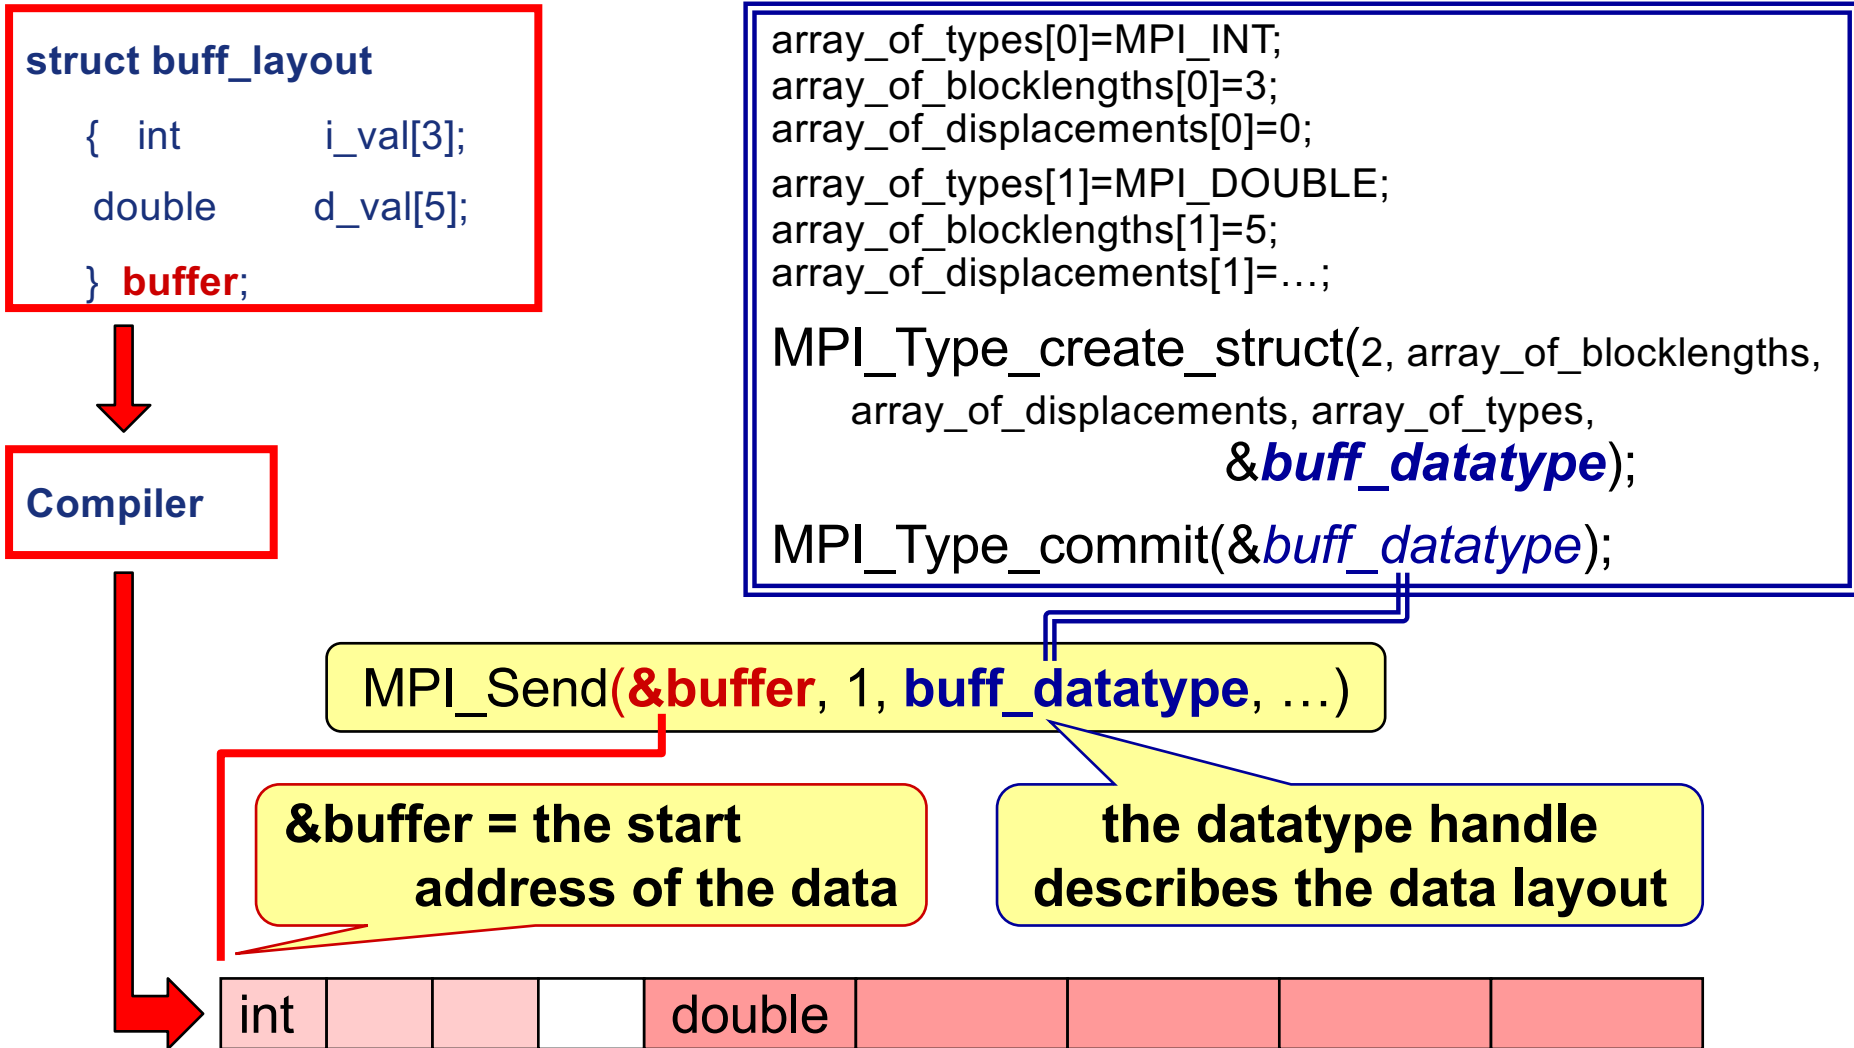 struct buff_layout
{ int i_val[3];
double d_val[5];
} buffer;
Compiler
array_of_types[0]=MPI_INT;
array_of_blocklengths[0]=3;
array_of_displacements[0]=0;
array_of_types[1]=MPI_DOUBLE;
array_of_blocklengths[1]=5;
array_of_displacements[1]=…;
MPI_Type_create_struct(2, array_of_blocklengths,
array_of_displacements, array_of_types,
&buff_datatype);
MPI_Type_commit(&buff_datatype);
MPI_Send(&buffer, 1, buff_datatype, …)
&buffer = the start
address of the data
the datatype handle
describes the data layout
int double